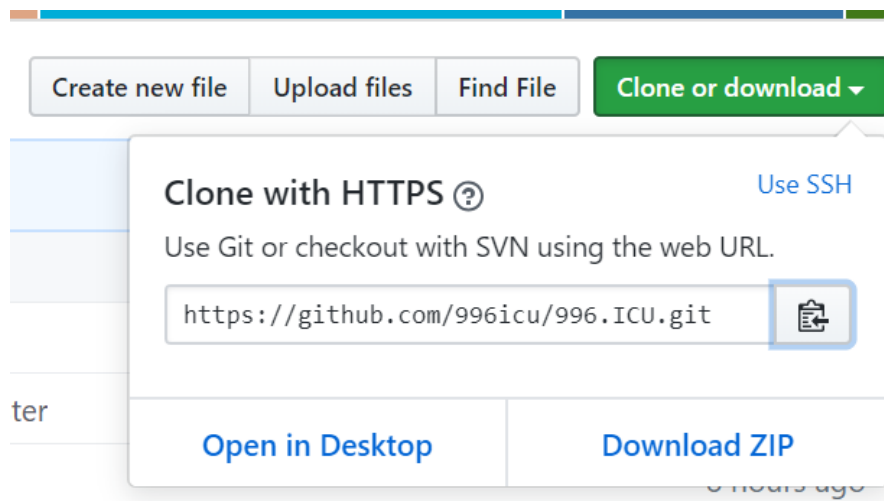 Create new file Upload files Find File Clone or download
Clone with HTTPS Use SSH
Use Git or checkout with SVN using the web URL.
https://github.com/996icu/996.ICU.git
ter
Open in Desktop Download ZIP
hours ago